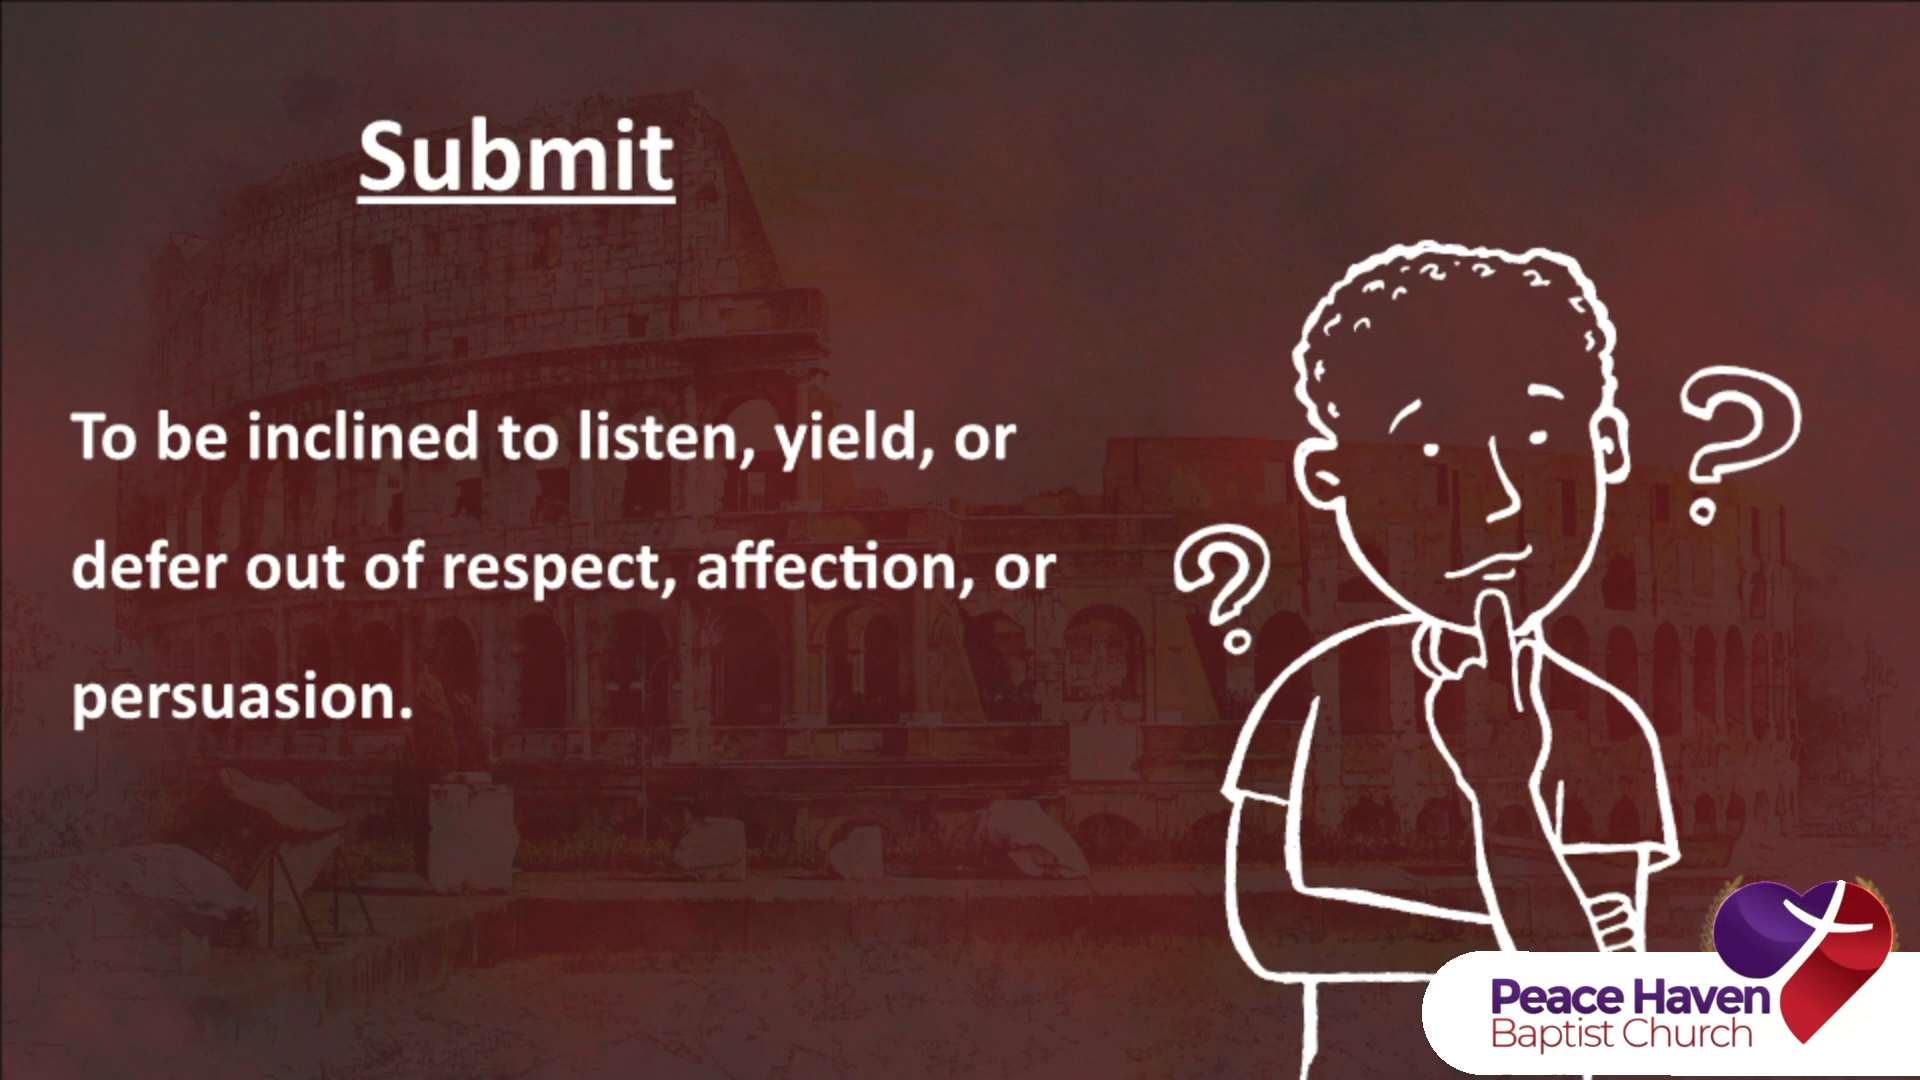 Submit
To be inclined to listen, yield, or
defer out of respect, affection, or
persuasion.
?
?
Peace Haven
Baptist Church